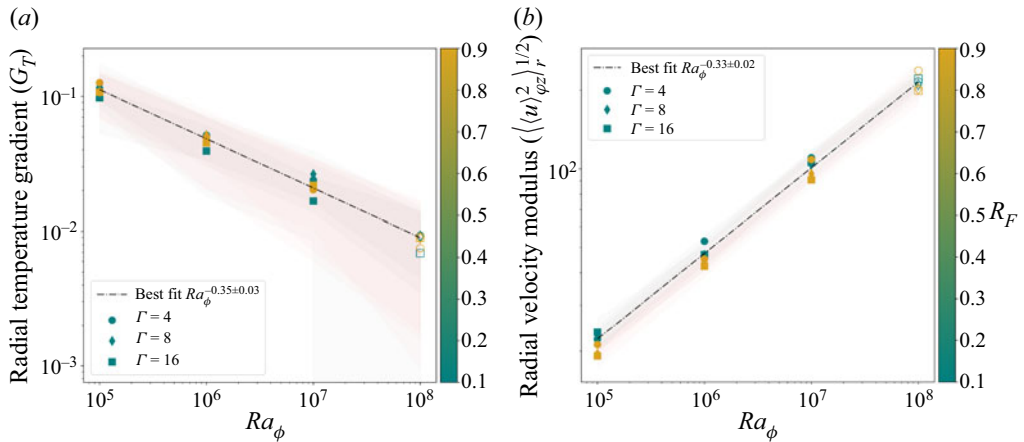 (a)
Radial temperature gradient (G_T)
10^{-1}
10^{-2}
10^{-3}
Best fit Ra_ϕ^{-0.35±0.03}
Γ = 4
Γ = 8
Γ = 16
10^5
10^6
10^7
10^8
Ra_ϕ
0.9
0.8
0.7
0.6
0.5
0.4
0.3
0.2
0.1
(b)
Radial velocity modulus (⟨⟨u⟩^2_{φz}⟩_r^{1/2})
10^2
Best fit Ra_ϕ^{-0.33±0.02}
Γ = 4
Γ = 8
Γ = 16
10^5
10^6
10^7
10^8
Ra_ϕ
0.9
0.8
0.7
0.6
0.5
0.4
0.3
0.2
0.1
R_F